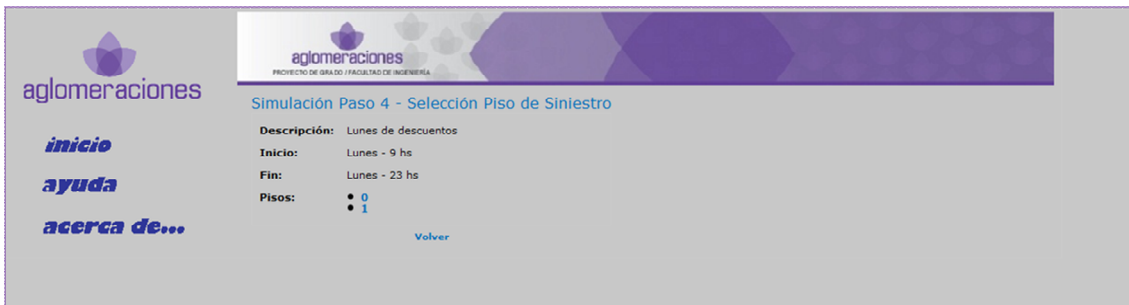 aglomeraciones
PROYECTO DE GRADO / FACULTAD DE INGENIERÍA
aglomeraciones
inicio
ayuda
acerca de...
Simulación Paso 4 - Selección Piso de Siniestro
Descripción: Lunes de descuentos
Inicio: Lunes - 9 hs
Fin: Lunes - 23 hs
Pisos: • 0
• 1
Volver